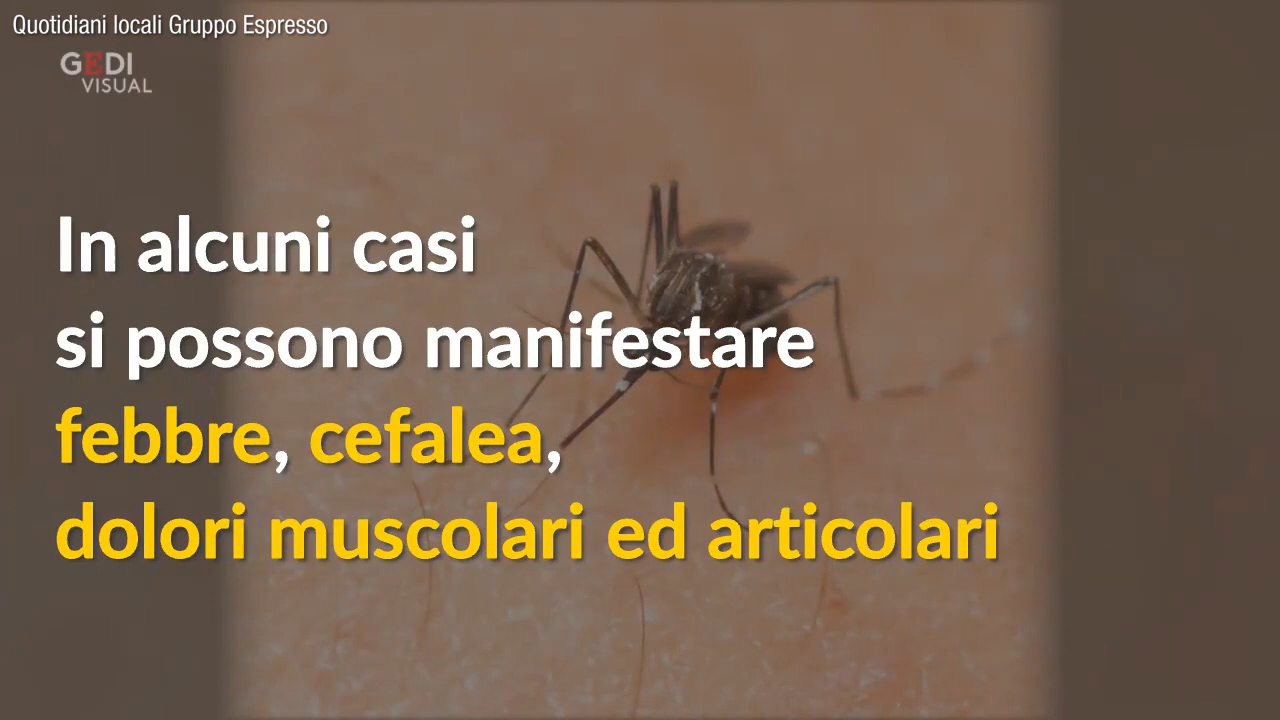 Quotidiani locali Gruppo Espresso
GEDI
VISUAL
In alcuni casi
si possono manifestare
febbre, cefalea,
dolori muscolari ed articolari